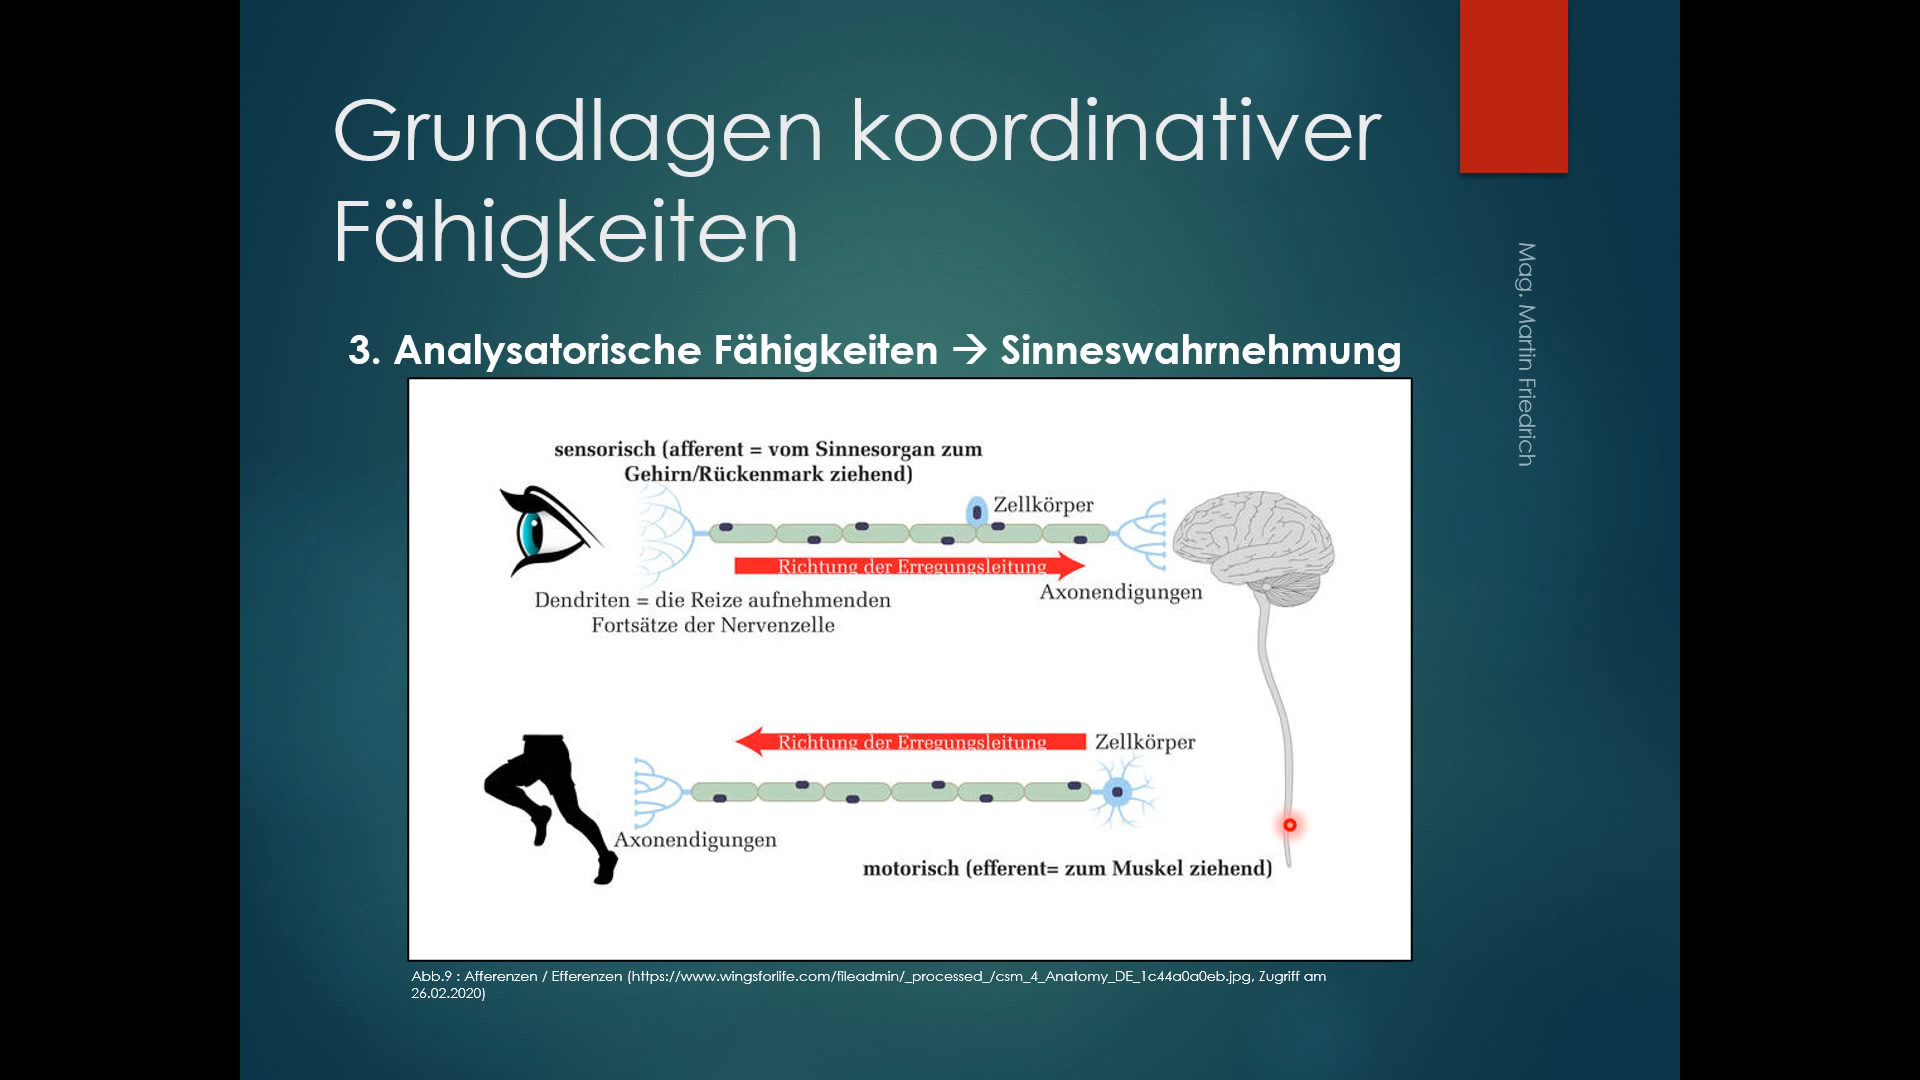 Grundlagen koordinativer
Fähigkeiten
Mag. Martin Friedrich
3. Analysatorische Fähigkeiten → Sinneswahrnehmung
sensorisch (afferent = vom Sinnesorgan zum
Gehirn/Rückenmark ziehend)
Zellkörper
Richtung der Erregungsleitung
Axonendigungen
Dendriten = die Reize aufnehmenden
Fortsätze der Nervenzelle
Richtung der Erregungsleitung
Zellkörper
Axonendigungen
motorisch (efferent= zum Muskel ziehend)
Abb.9 : Afferenzen / Efferenzen (https://www.wingsforlife.com/fileadmin/_processed_/csm_4_Anatomy_DE_1c44a0a0eb.jpg, Zugriff am
26.02.2020)